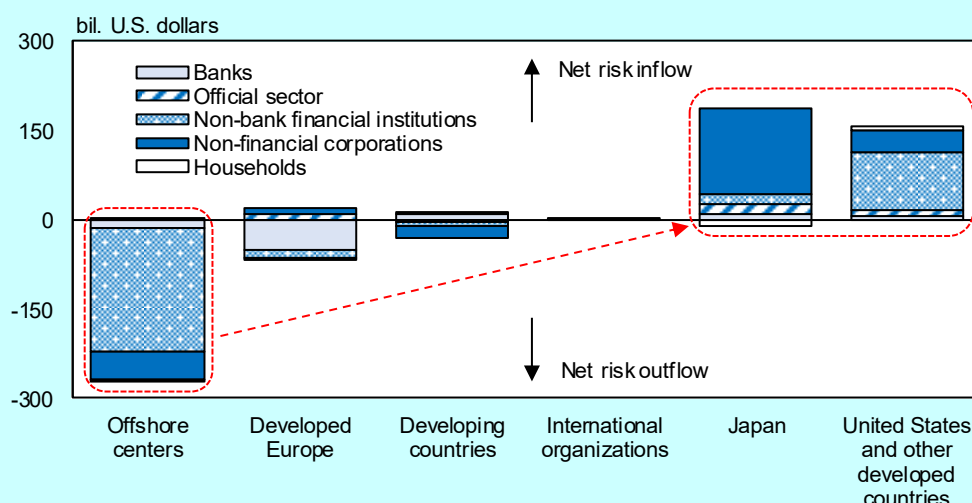 bil. U.S. dollars
300
150
0
-150
-300
Banks
Official sector
Non-bank financial institutions
Non-financial corporations
Households
Net risk inflow
Net risk outflow
Offshore
centers
Developed
Europe
Developing
countries
International
organizations
Japan
United States
and other
developed
countries